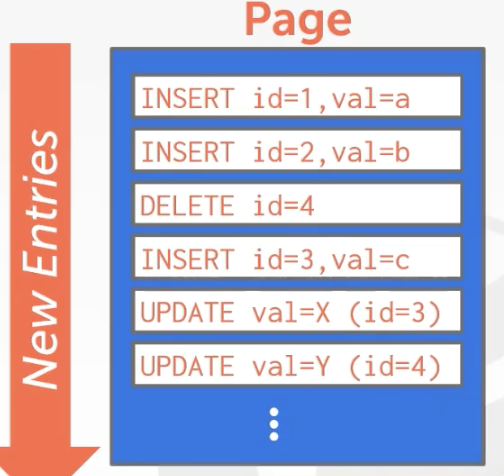 Page
New Entries
INSERT id=1,val=a
INSERT id=2,val=b
DELETE id=4
INSERT id=3,val=c
UPDATE val=X (id=3)
UPDATE val=Y (id=4)
⋮